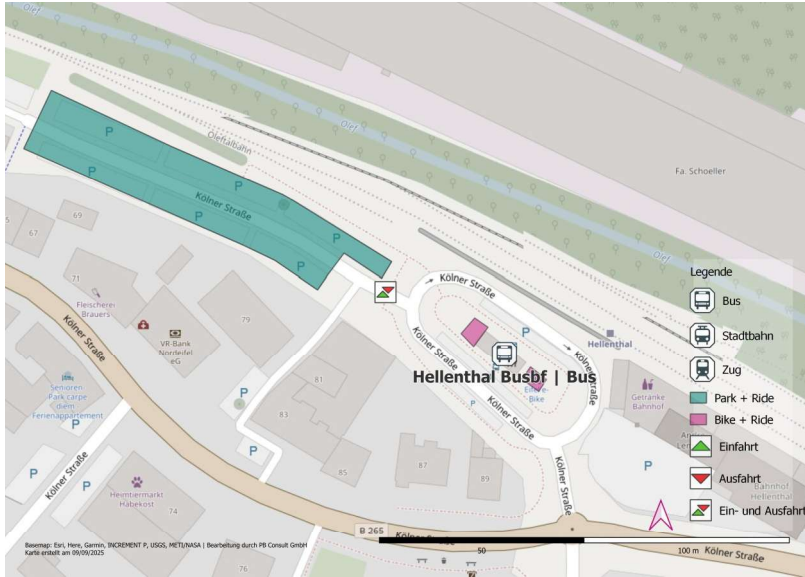 Olef
Oleftalbahn
Olef
Fa. Schoeller
Olef
P
P
P
P
P
Kölner Straße
69
67
71
Fleischerei
Brauers
VR-Bank
Nordeifel
eG
79
Kölner Straße
Kölner Straße
Kölner Straße
Kölner Straße
Kölner Straße
P
P
Hellenthal
Hellenthal Busbf | Bus
Bike
Getränke
Bahnhof
Bahnhof
Hellenthal
P
Senioren
Park carpe
diem
Ferienappartement
P
P
P
P
81
83
85
87
89
Heimtiermarkt
Habekost
74
76
Kölner Straße
B 265
Kölner Straße
Kölner Straße
Legende
Bus
Stadtbahn
Zug
Park + Ride
Bike + Ride
Einfahrt
Ausfahrt
Ein- und Ausfahrt
Basemap: Esri, Here, Garmin, INCREMENT P, USGS, METI/NASA | Bearbeitung durch PB Consult GmbH
Karte erstellt am 09/09/2025
50
100 m